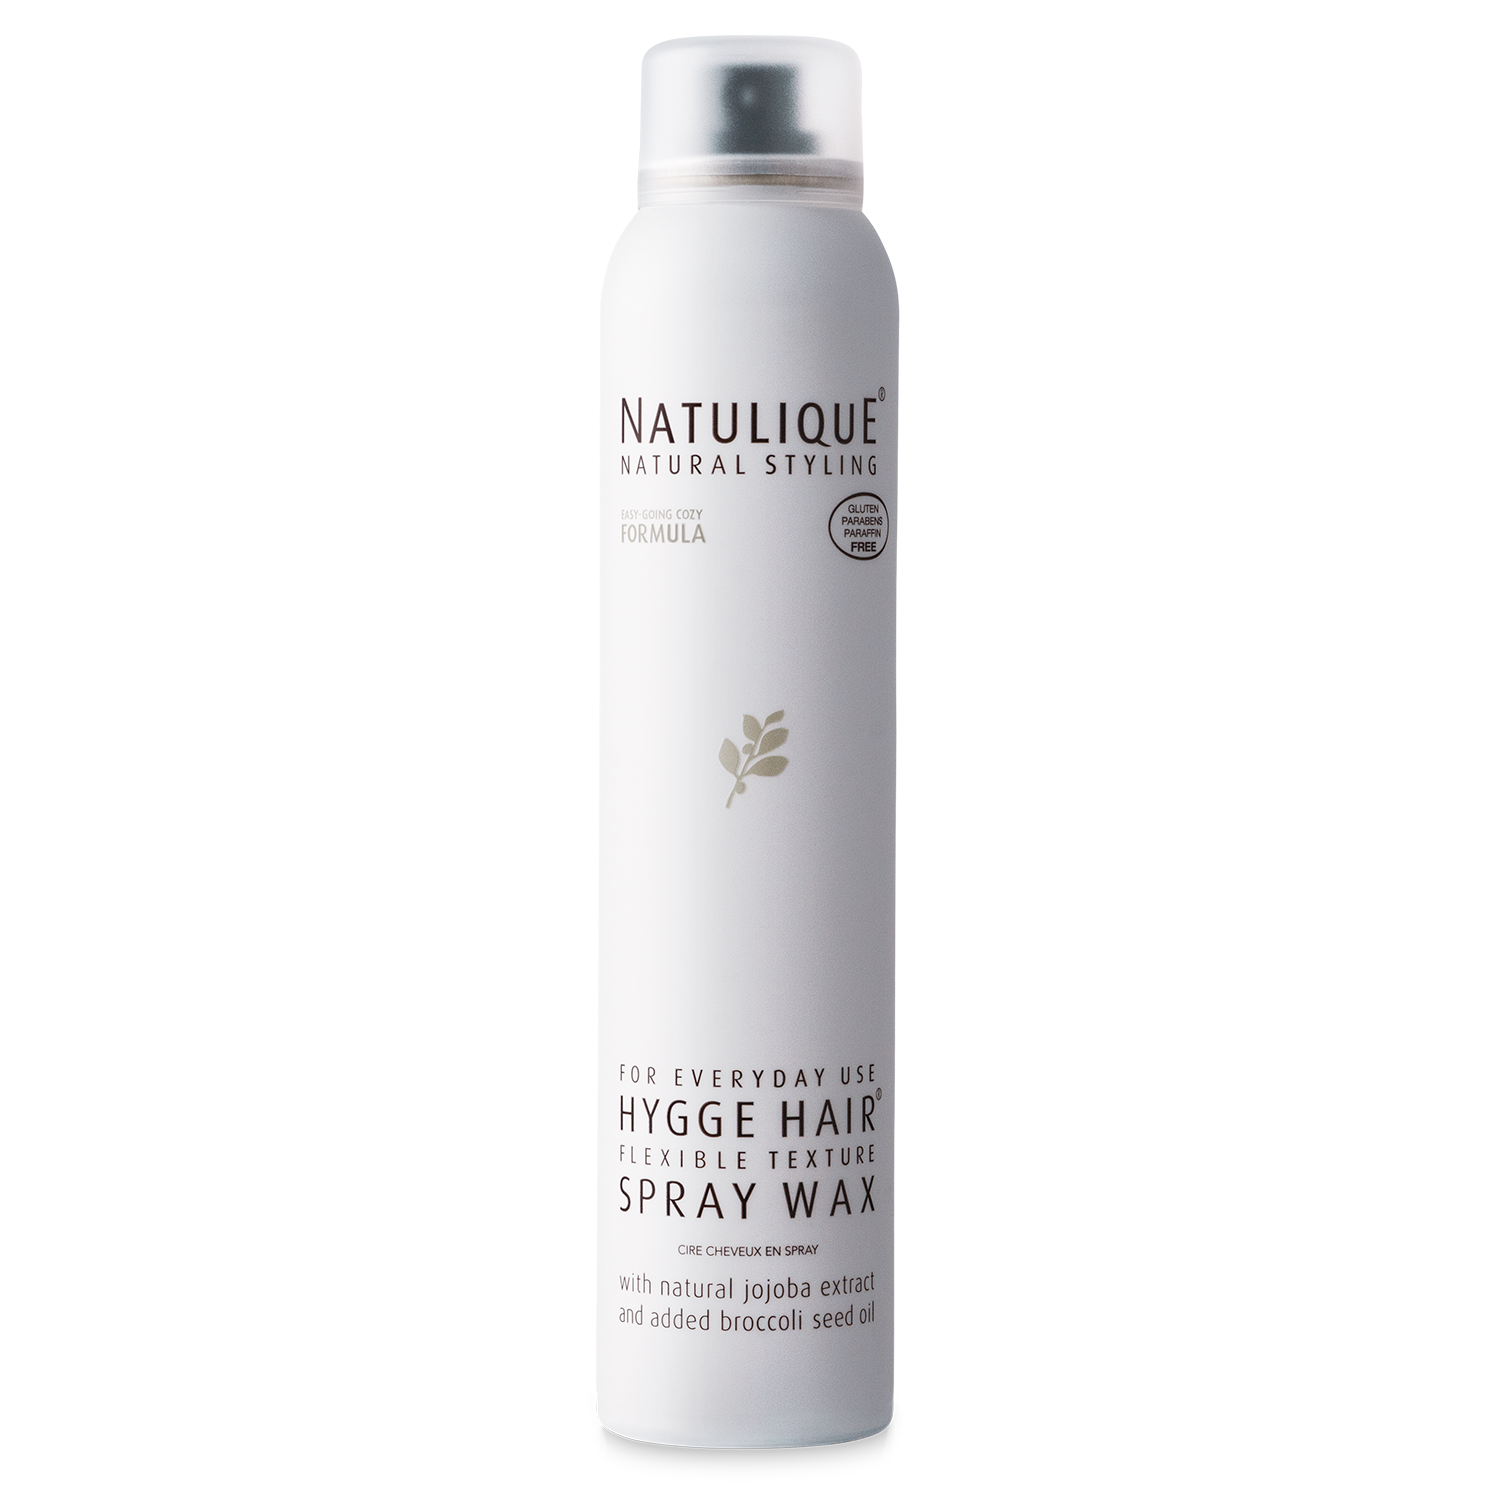 NATULIQUE®
NATURAL STYLING
EASY-GOING COZY
FORMULA
GLUTEN
PARABENS
PARAFFIN
FREE
FOR EVERYDAY USE
HYGGE HAIR®
FLEXIBLE TEXTURE
SPRAY WAX
CIRE CHEVEUX EN SPRAY
with natural jojoba extract
and added broccoli seed oil